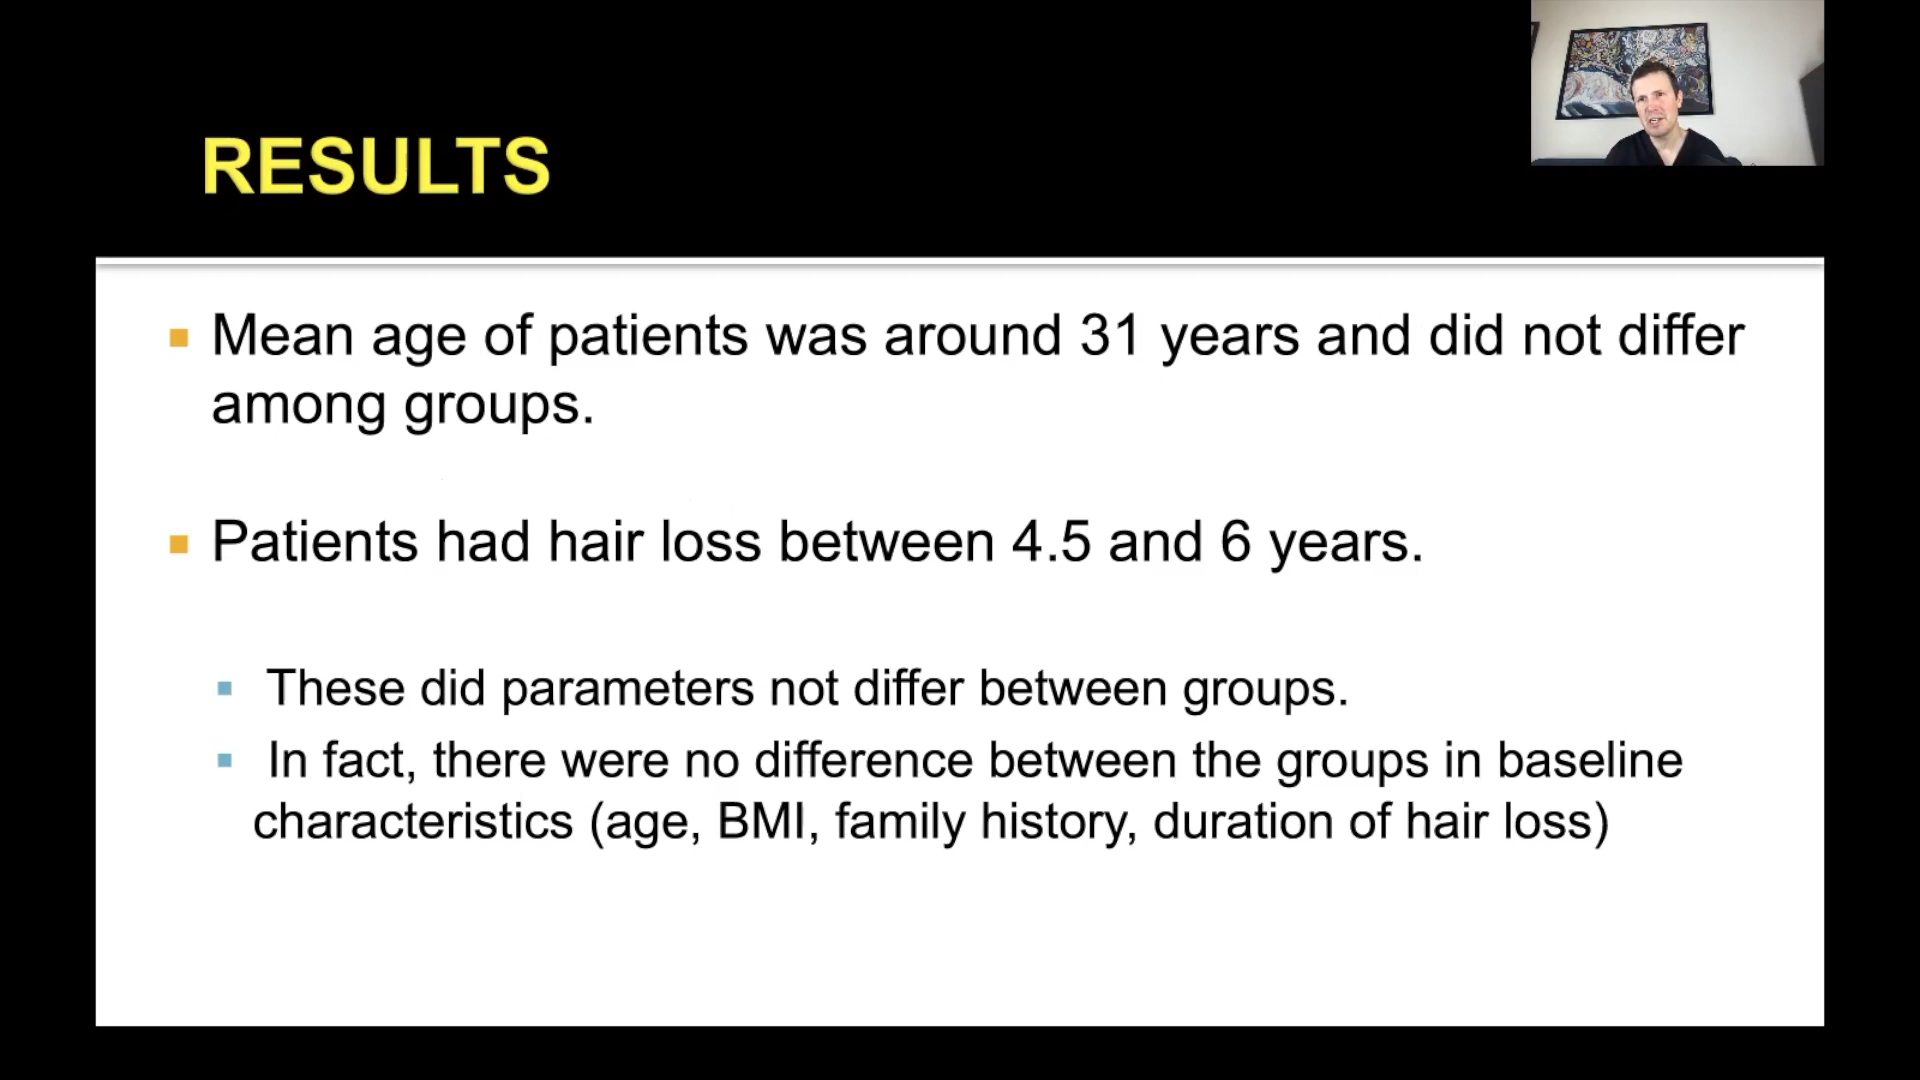 RESULTS
Mean age of patients was around 31 years and did not differ
among groups.
Patients had hair loss between 4.5 and 6 years.
These did parameters not differ between groups.
In fact, there were no difference between the groups in baseline
characteristics (age, BMI, family history, duration of hair loss)